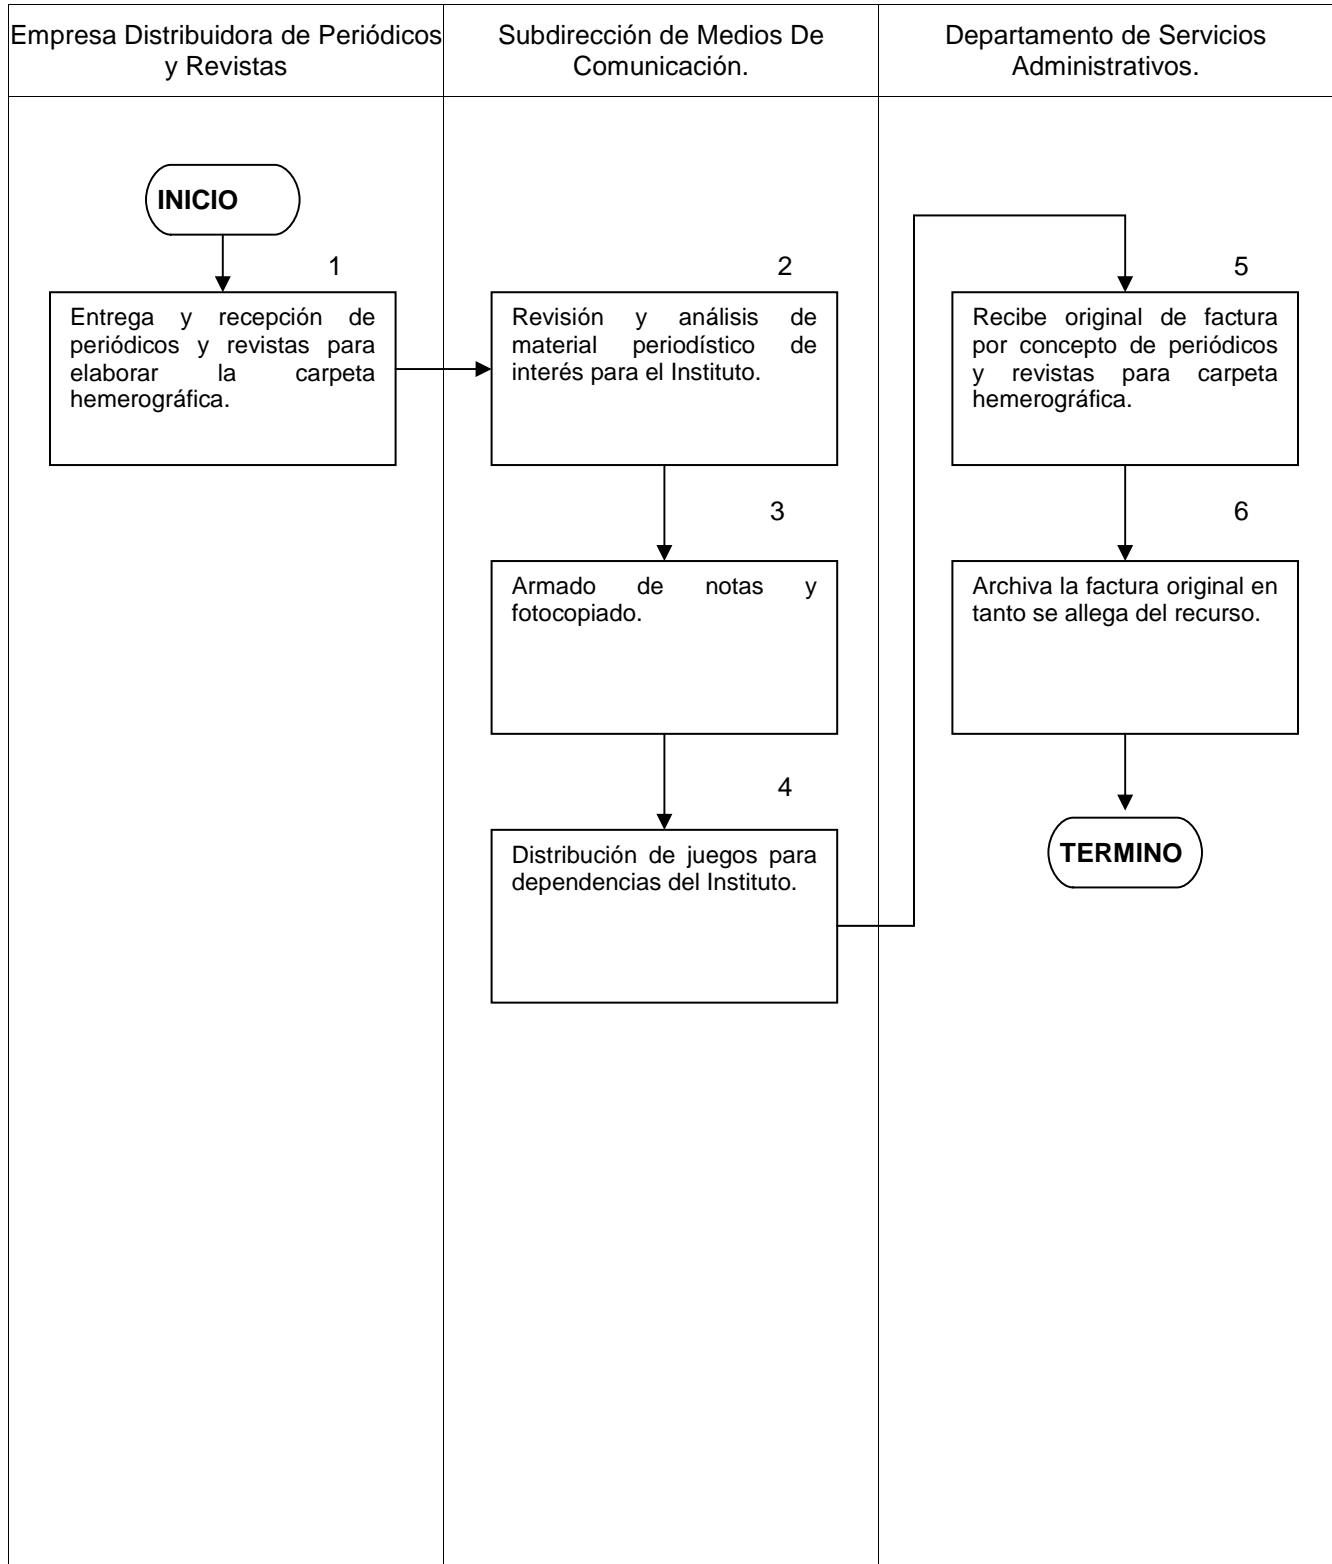 Empresa Distribuidora de Periódicos
y Revistas
Subdirección de Medios De
Comunicación.
Departamento de Servicios
Administrativos.
INICIO
1
Entrega y recepción de
periódicos y revistas para
elaborar la carpeta
hemerográfica.
2
Revisión y análisis de
material periodístico de
interés para el Instituto.
3
Armado de notas y
fotocopiado.
4
Distribución de juegos para
dependencias del Instituto.
5
Recibe original de factura
por concepto de periódicos
y revistas para carpeta
hemerográfica.
6
Archiva la factura original en
tanto se allega del recurso.
TERMINO